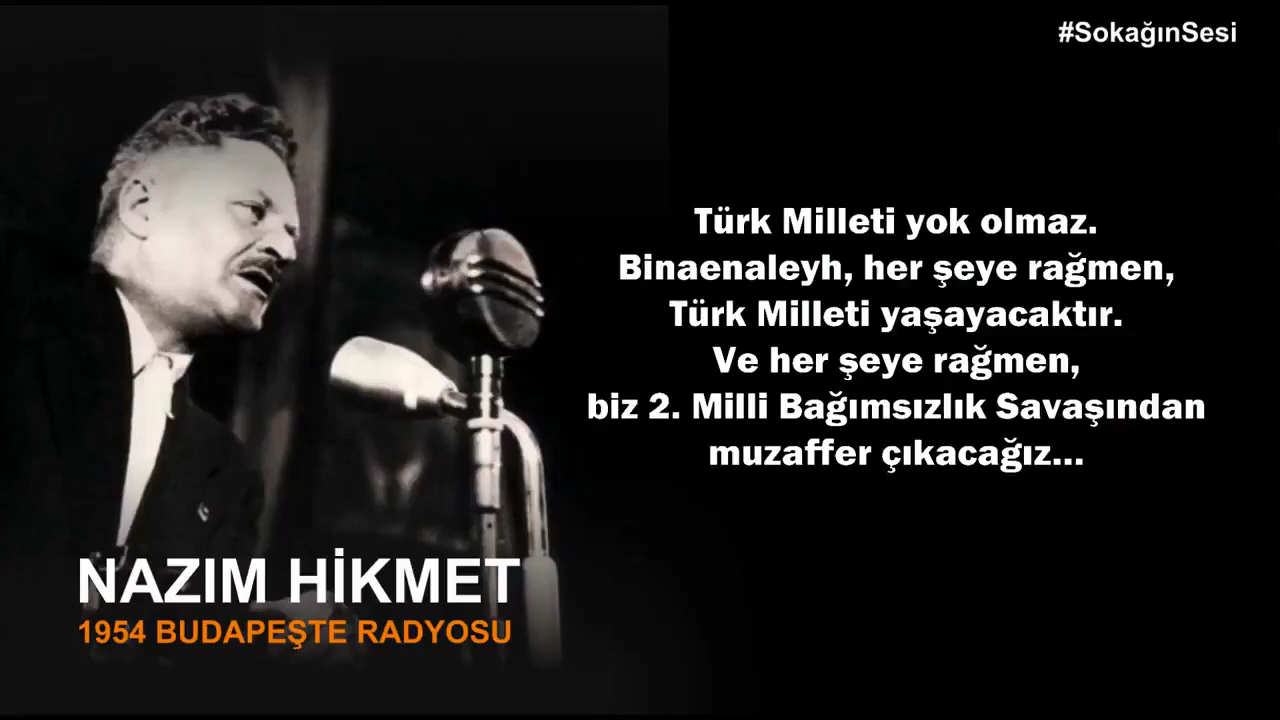 #SokağınSesi
Türk Milleti yok olmaz.
Binaenaleyh, her şeye rağmen,
Türk Milleti yaşayacaktır.
Ve her şeye rağmen,
biz 2. Milli Bağımsızlık Savaşından
muzaffer çıkacağız...
NAZIM HİKMET
1954 BUDAPEŞTE RADYOSU